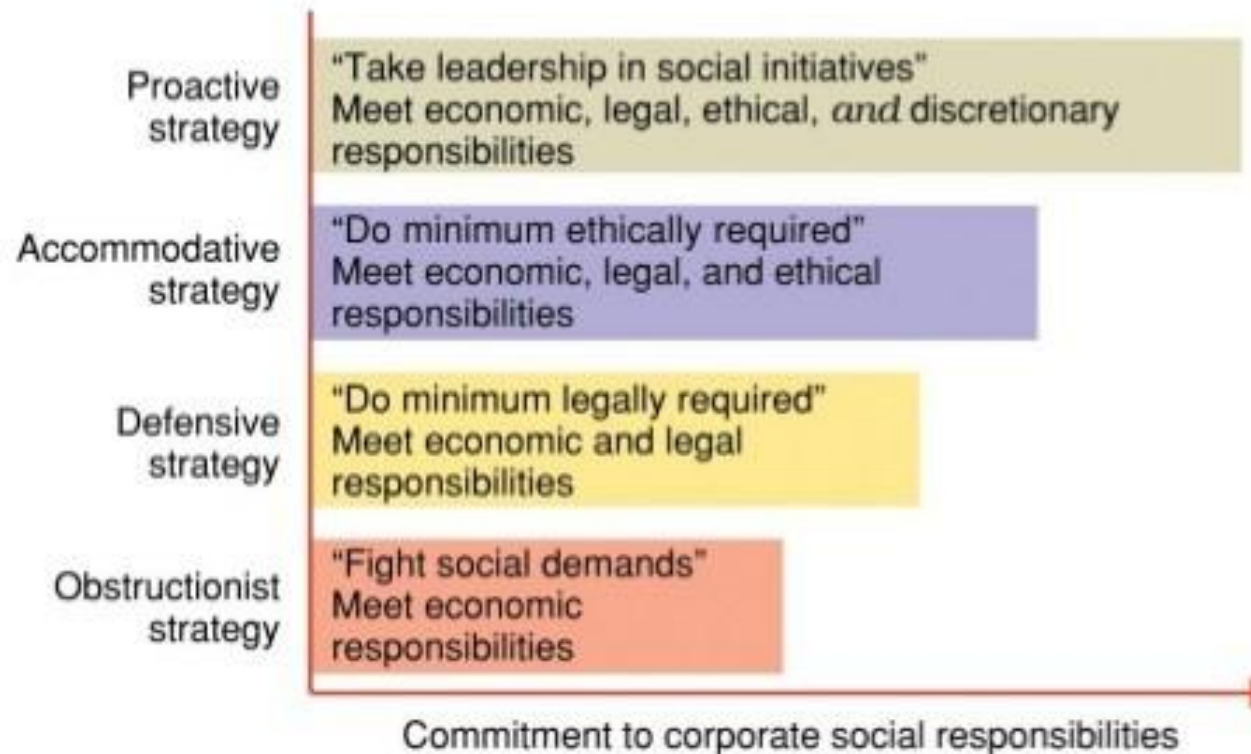 Proactive
strategy
“Take leadership in social initiatives”
Meet economic, legal, ethical, and discretionary
responsibilities
Accommodative
strategy
“Do minimum ethically required”
Meet economic, legal, and ethical
responsibilities
Defensive
strategy
“Do minimum legally required”
Meet economic and legal
responsibilities
Obstructionist
strategy
“Fight social demands”
Meet economic
responsibilities
Commitment to corporate social responsibilities